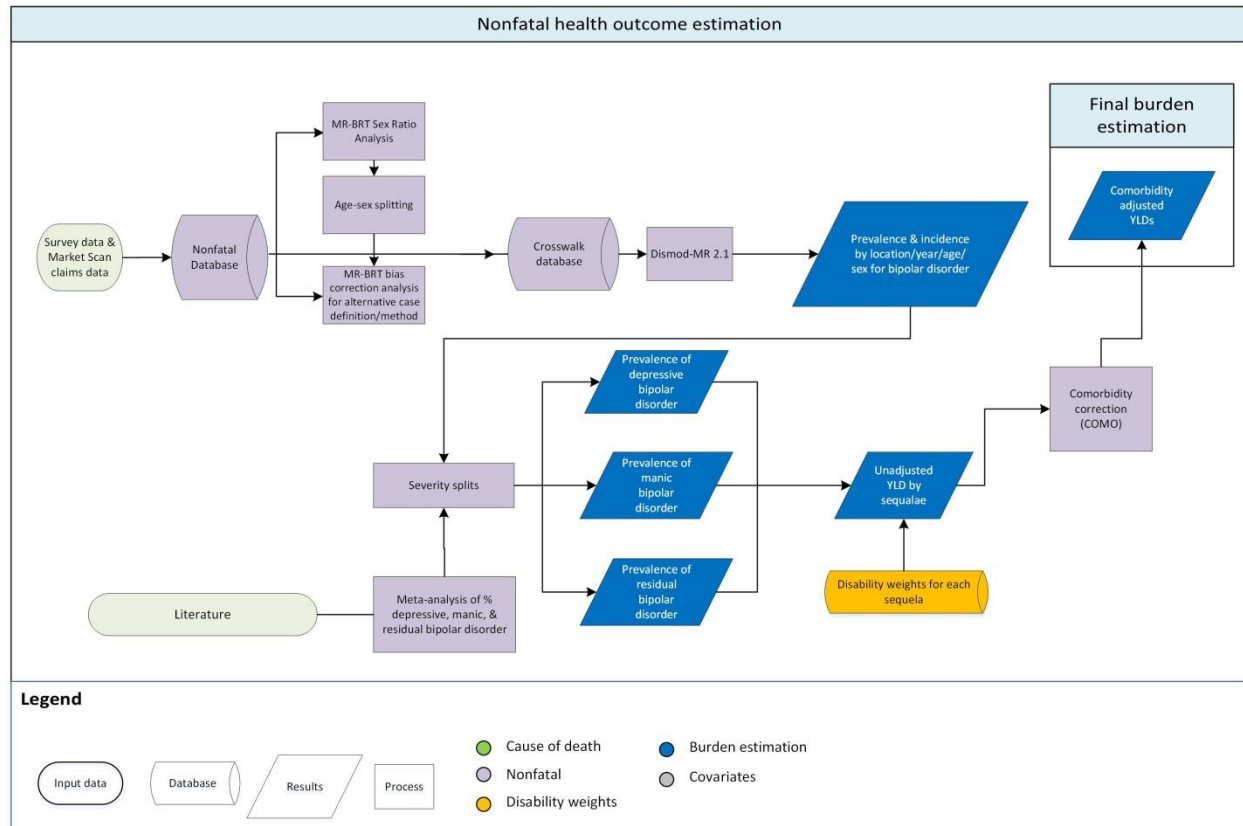 Nonfatal health outcome estimation
MR-BRT Sex Ratio
Analysis
Age-sex splitting
MR-BRT bias
correction analysis
for alternative case
definition/method
Survey data &
Market Scan
claims data
Nonfatal
Database
Crosswalk
database
Dismod-MR 2.1
Prevalence & incidence
by location/year/age/
sex for bipolar disorder
Final burden
estimation
Comorbidity
adjusted
YLDs
Prevalence of
depressive
bipolar
disorder
Severity splits
Prevalence of
manic
bipolar
disorder
Unadjusted
YLD by
sequalae
Comorbidity
correction
(COMO)
Literature
Meta-analysis of %
depressive, manic, &
residual bipolar disorder
Prevalence of
residual
bipolar
disorder
Disability weights for each
sequela
Legend
Input data
Database
Results
Process
Cause of death
Nonfatal
Disability weights
Burden estimation
Covariates